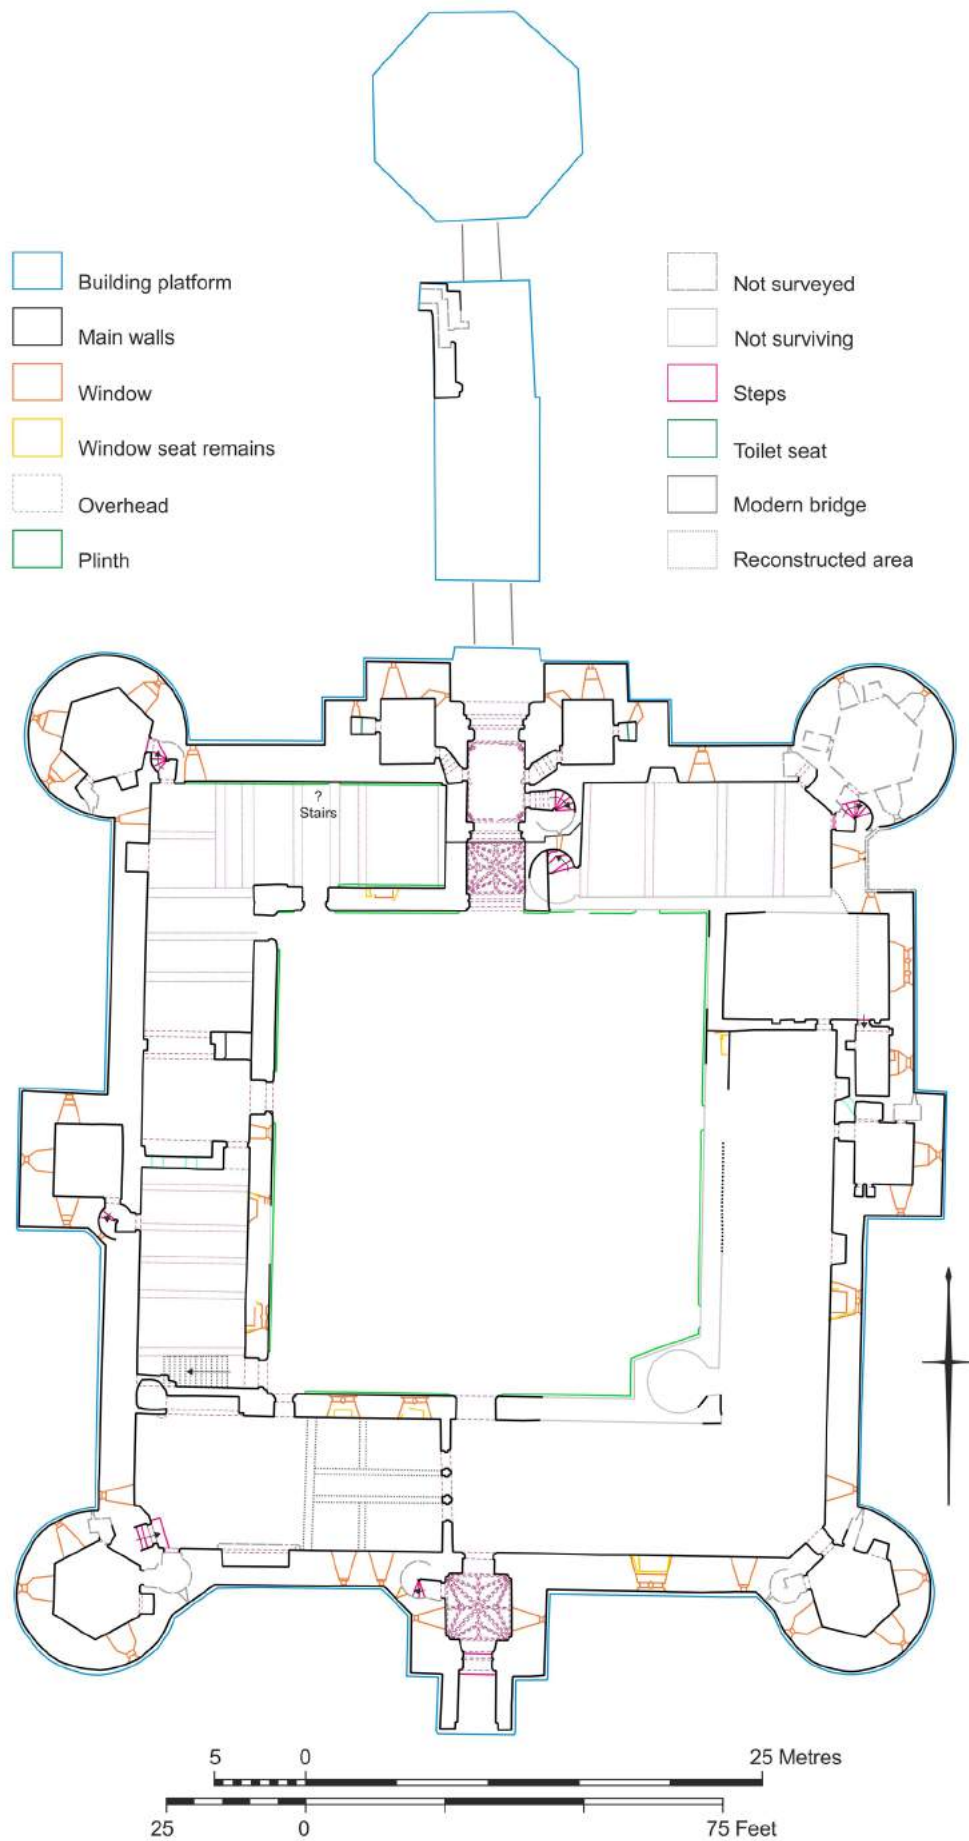 Building platform
Main walls
Window
Window seat remains
Overhead
Plinth
Not surveyed
Not surviving
Steps
Toilet seat
Modern bridge
Reconstructed area
?
Stairs
5 0 25 Metres
25 0 75 Feet